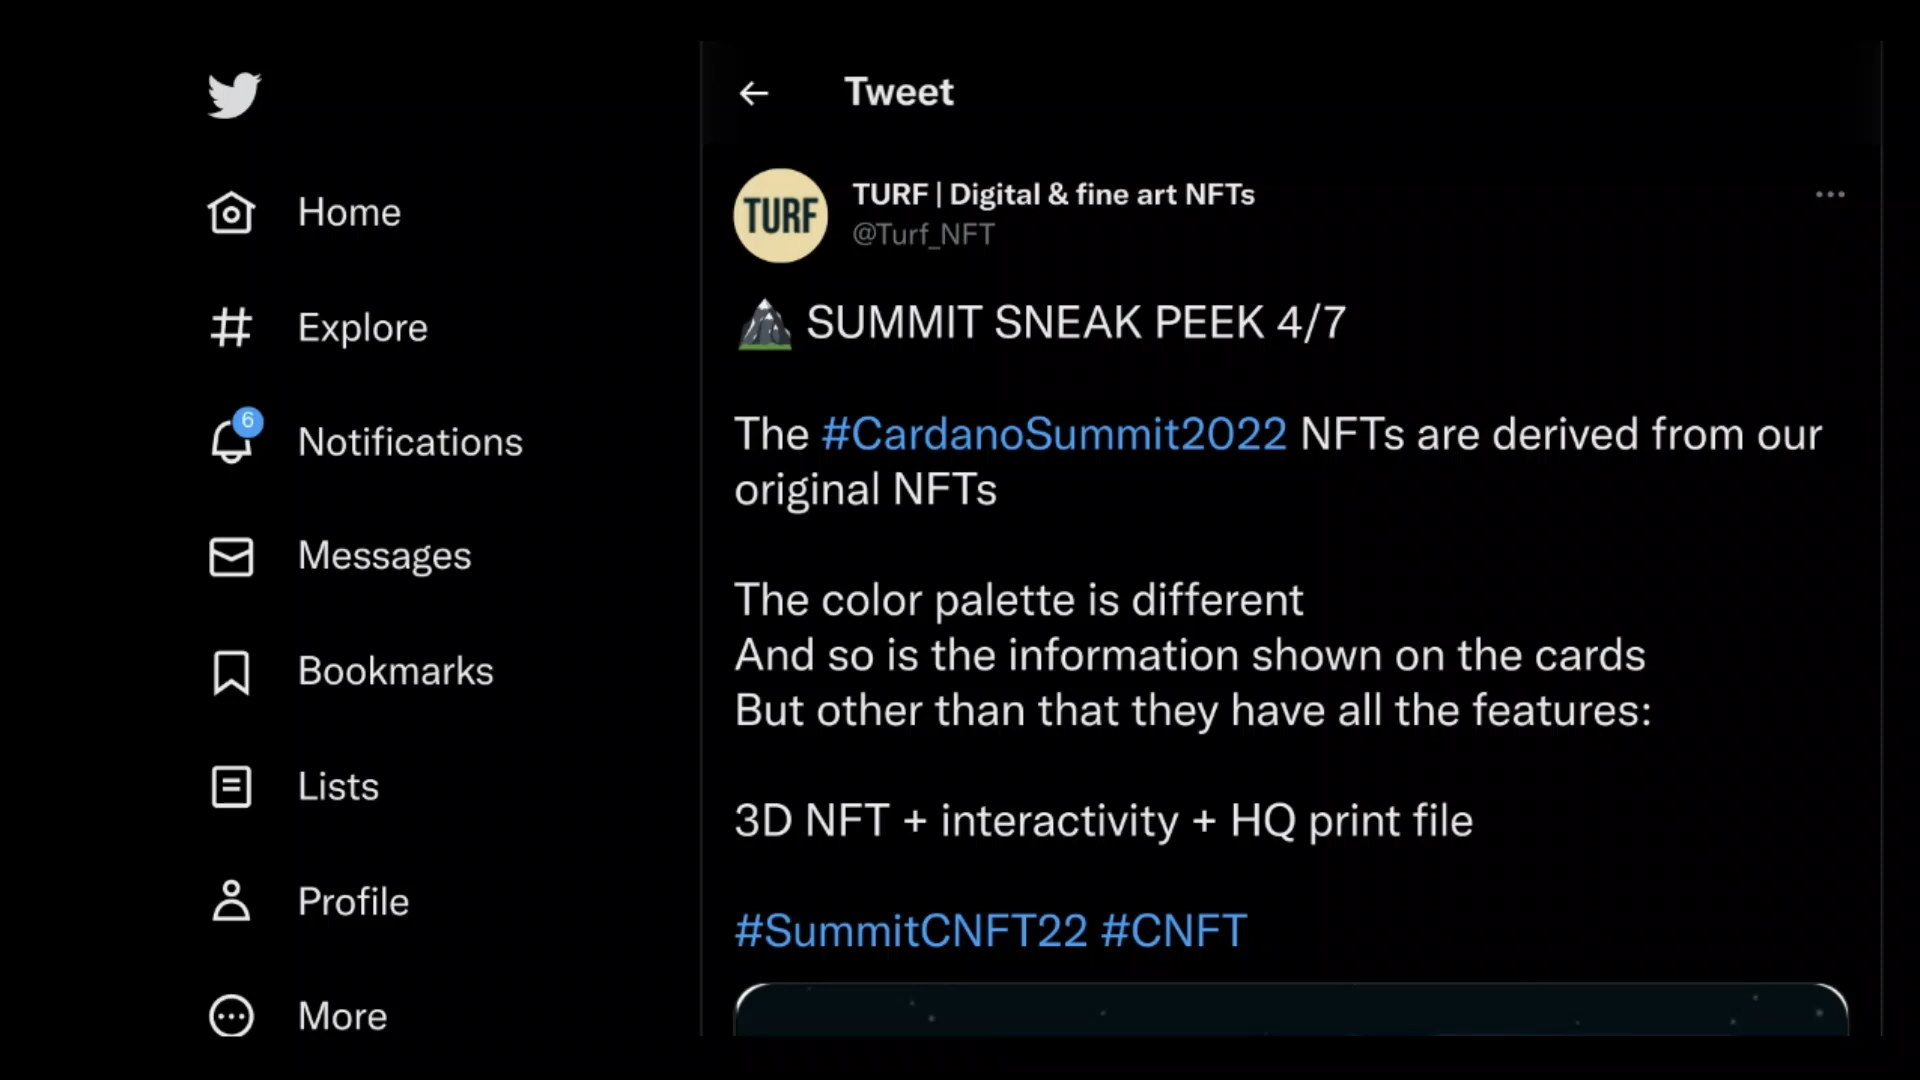 Home
Explore
6
Notifications
Messages
Bookmarks
Lists
Profile
More
Tweet
TURF
TURF | Digital & fine art NFTs
@Turf_NFT
SUMMIT SNEAK PEEK 4/7
The #CardanoSummit2022 NFTs are derived from our
original NFTs
The color palette is different
And so is the information shown on the cards
But other than that they have all the features:
3D NFT + interactivity + HQ print file
#SummitCNFT22 #CNFT